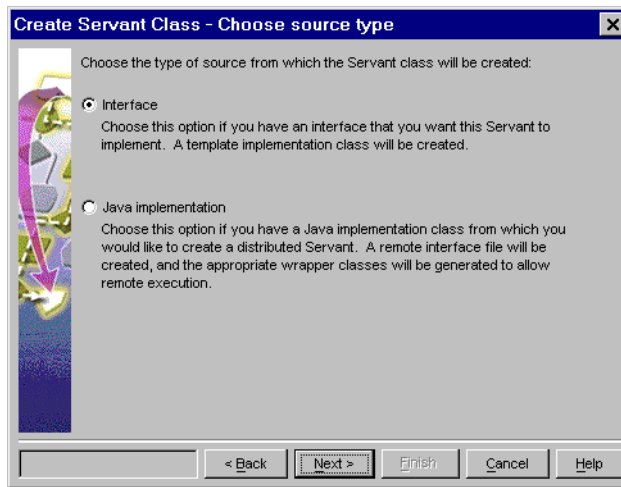 Create Servant Class - Choose source type
Choose the type of source from which the Servant class will be created:
Interface
Choose this option if you have an interface that you want this Servant to
implement. A template implementation class will be created.
Java implementation
Choose this option if you have a Java implementation class from which you
would like to create a distributed Servant. A remote interface file will be
created, and the appropriate wrapper classes will be generated to allow
remote execution.
< Back Next > Finish Cancel Help